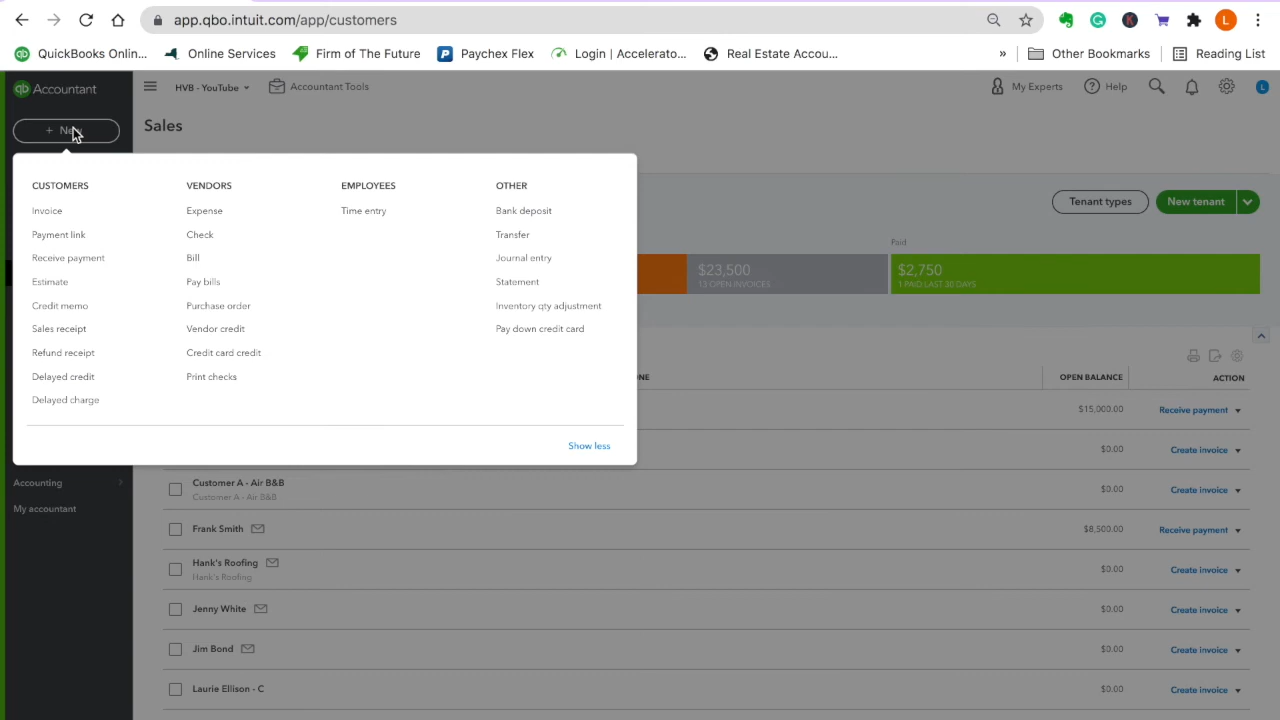 app.qbo.intuit.com/app/customers
L
QuickBooks Onlin...
Online Services
Firm of The Future
Paychex Flex
Login | Accelerato...
Real Estate Accou...
»
Other Bookmarks
Reading List
qb Accountant
HVB - YouTube
Accountant Tools
My Experts
Help
L
+ New
Sales
CUSTOMERS
Invoice
Payment link
Receive payment
Estimate
Credit memo
Sales receipt
Refund receipt
Delayed credit
Delayed charge
VENDORS
Expense
Check
Bill
Pay bills
Purchase order
Vendor credit
Credit card credit
Print checks
EMPLOYEES
Time entry
OTHER
Bank deposit
Transfer
Journal entry
Statement
Inventory qty adjustment
Pay down credit card
Show less
Tenant types
New tenant
Paid
$23,500
13 OPEN INVOICES
$2,750
1 PAID LAST 30 DAYS
NE
OPEN BALANCE
ACTION
$15,000.00 Receive payment
$0.00 Create invoice
Accounting
My accountant
Customer A - Air B&B
Customer A - Air B&B
$0.00 Create invoice
Frank Smith
$8,500.00 Receive payment
Hank's Roofing
Hank's Roofing
$0.00 Create invoice
Jenny White
$0.00 Create invoice
Jim Bond
$0.00 Create invoice
Laurie Ellison - C
$0.00 Create invoice